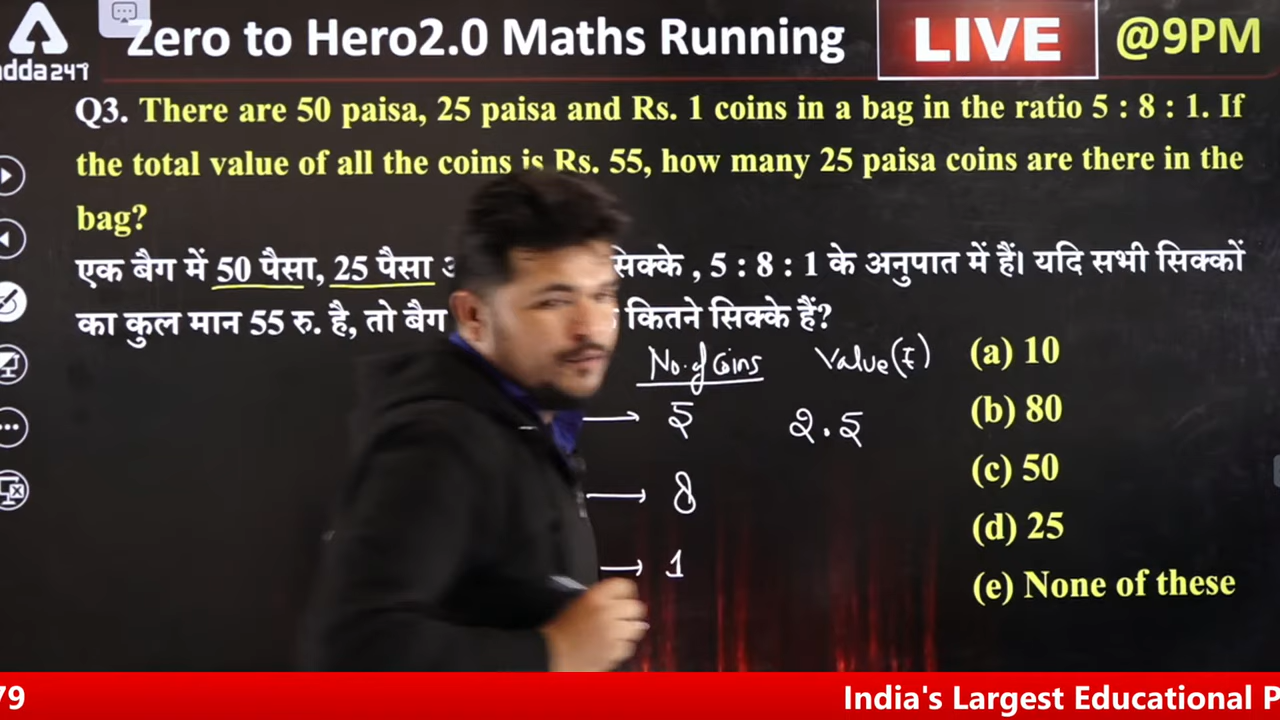 Zero to Hero2.0 Maths Running LIVE @9PM
adda247
Q3. There are 50 paisa, 25 paisa and Rs. 1 coins in a bag in the ratio 5 : 8 : 1. If
the total value of all the coins is Rs. 55, how many 25 paisa coins are there in the
bag?
एक बैग में 50 पैसा, 25 पैसा सिक्के , 5 : 8 : 1 के अनुपात में हैं। यदि सभी सिक्कों
का कुल मान 55 रु. है, तो बैग कितने सिक्के हैं?
No. of Coins Value(₹) (a) 10
5 2.5 (b) 80
8 (c) 50
1 (d) 25
(e) None of these
79 India's Largest Educational P